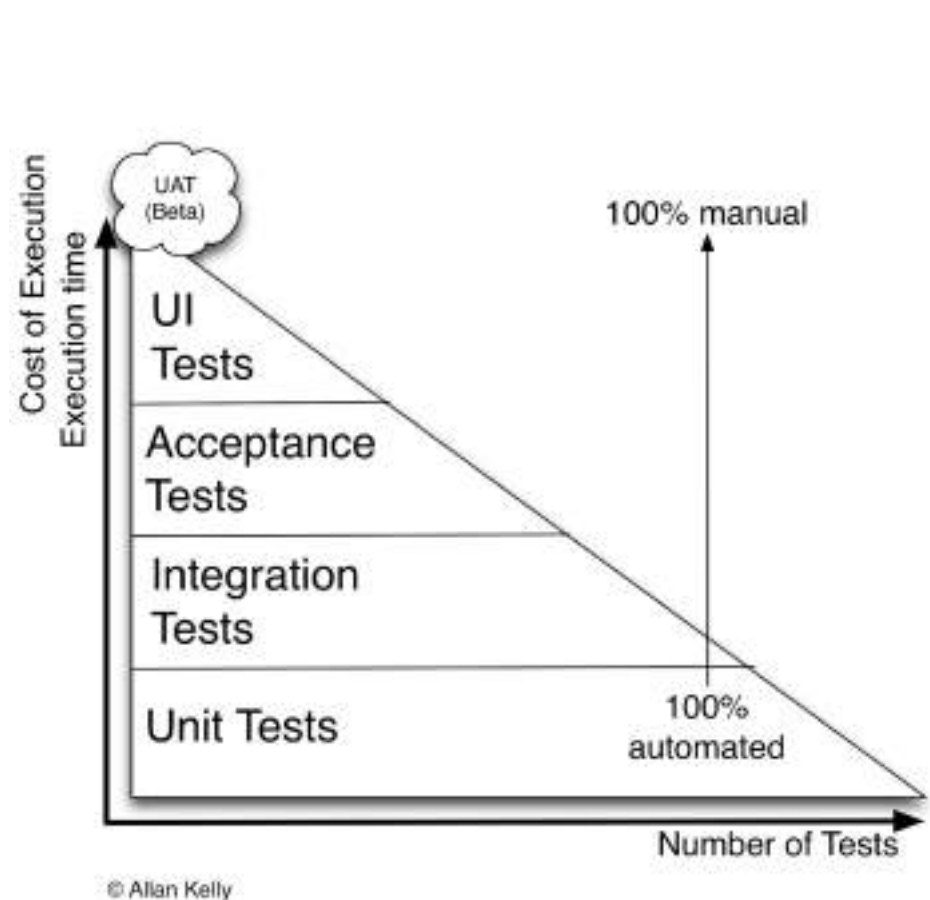 UAT
(Beta)
Cost of Execution
Execution time
100% manual
UI
Tests
Acceptance
Tests
Integration
Tests
Unit Tests
100%
automated
Number of Tests
© Allan Kelly